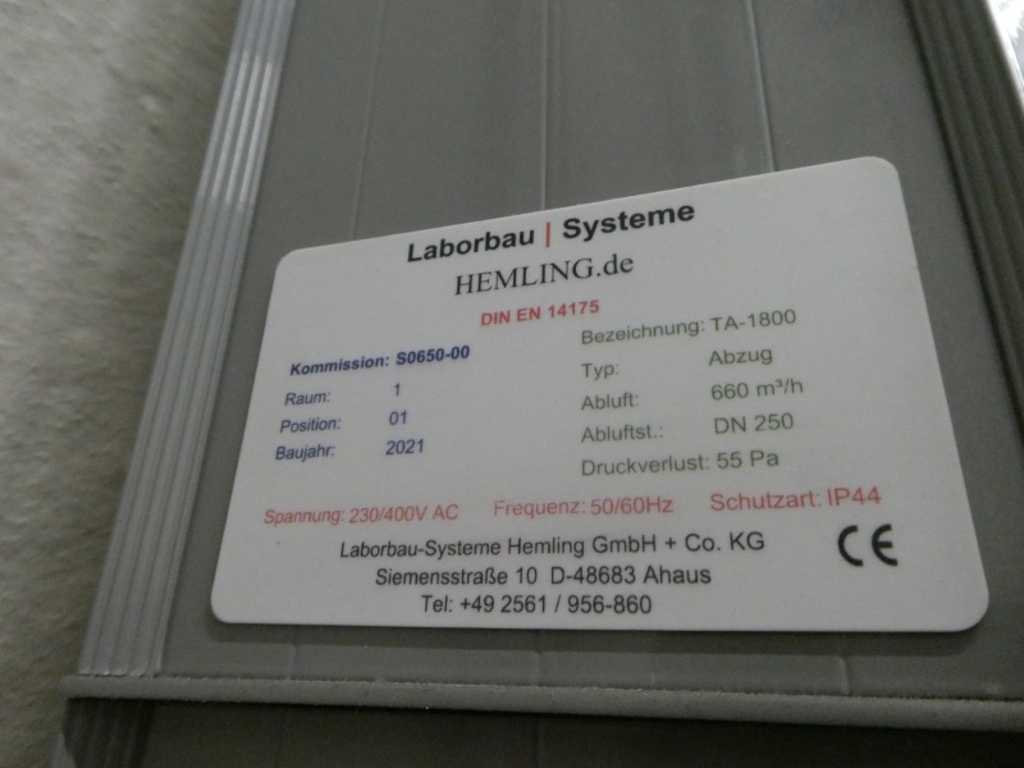 Laborbau | Systeme
HEMLING.de
DIN EN 14175
Kommission: S0650-00
Raum: 1
Position: 01
Baujahr: 2021
Bezeichnung: TA-1800
Typ: Abzug
Abluft: 660 m³/h
Abluftst.: DN 250
Druckverlust: 55 Pa
Spannung: 230/400V AC Frequenz: 50/60Hz Schutzart: IP44
Laborbau-Systeme Hemling GmbH + Co. KG
CE
Siemensstraße 10 D-48683 Ahaus
Tel: +49 2561 / 956-860